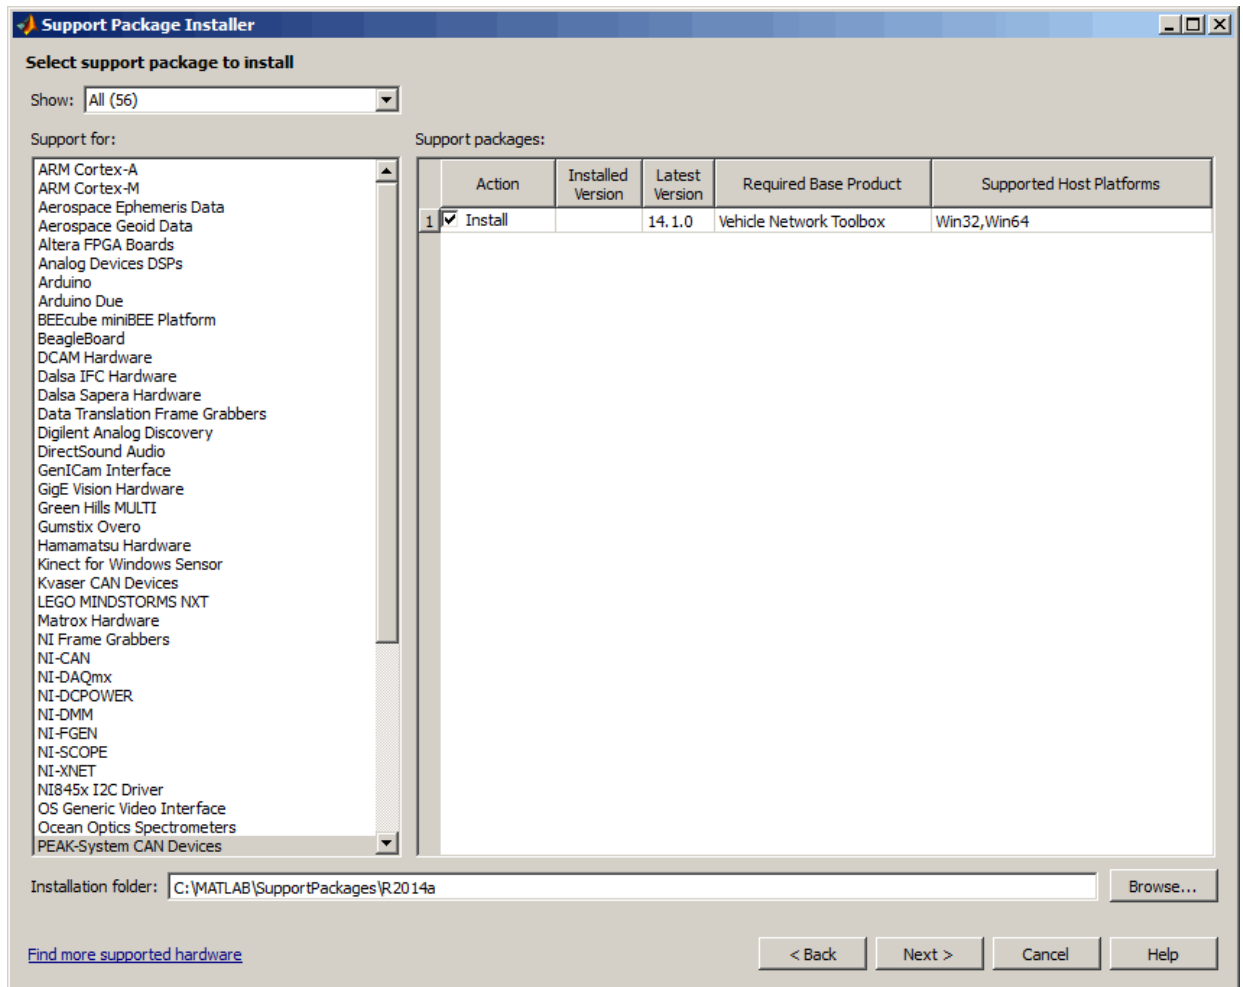 Support Package Installer
Select support package to install
Show: All (56)
Support for:
ARM Cortex-A
ARM Cortex-M
Aerospace Ephemeris Data
Aerospace Geoid Data
Altera FPGA Boards
Analog Devices DSPs
Arduino
Arduino Due
BEEcube miniBEE Platform
BeagleBoard
DCAM Hardware
Dalsa IFC Hardware
Dalsa Sapera Hardware
Data Translation Frame Grabbers
Digilent Analog Discovery
DirectSound Audio
GenICam Interface
GigE Vision Hardware
Green Hills MULTI
Gumstix Overo
Hamamatsu Hardware
Kinect for Windows Sensor
Kvaser CAN Devices
LEGO MINDSTORMS NXT
Matrox Hardware
NI Frame Grabbers
NI-CAN
NI-DAQmx
NI-DCPOWER
NI-DMM
NI-FGEN
NI-SCOPE
NI-XNET
NI845x I2C Driver
OS Generic Video Interface
Ocean Optics Spectrometers
PEAK-System CAN Devices
Support packages:
Action Installed Version Latest Version Required Base Product Supported Host Platforms
1 Install 14.1.0 Vehicle Network Toolbox Win32,Win64
Installation folder: C:\MATLAB\SupportPackages\R2014a Browse...
Find more supported hardware < Back Next > Cancel Help